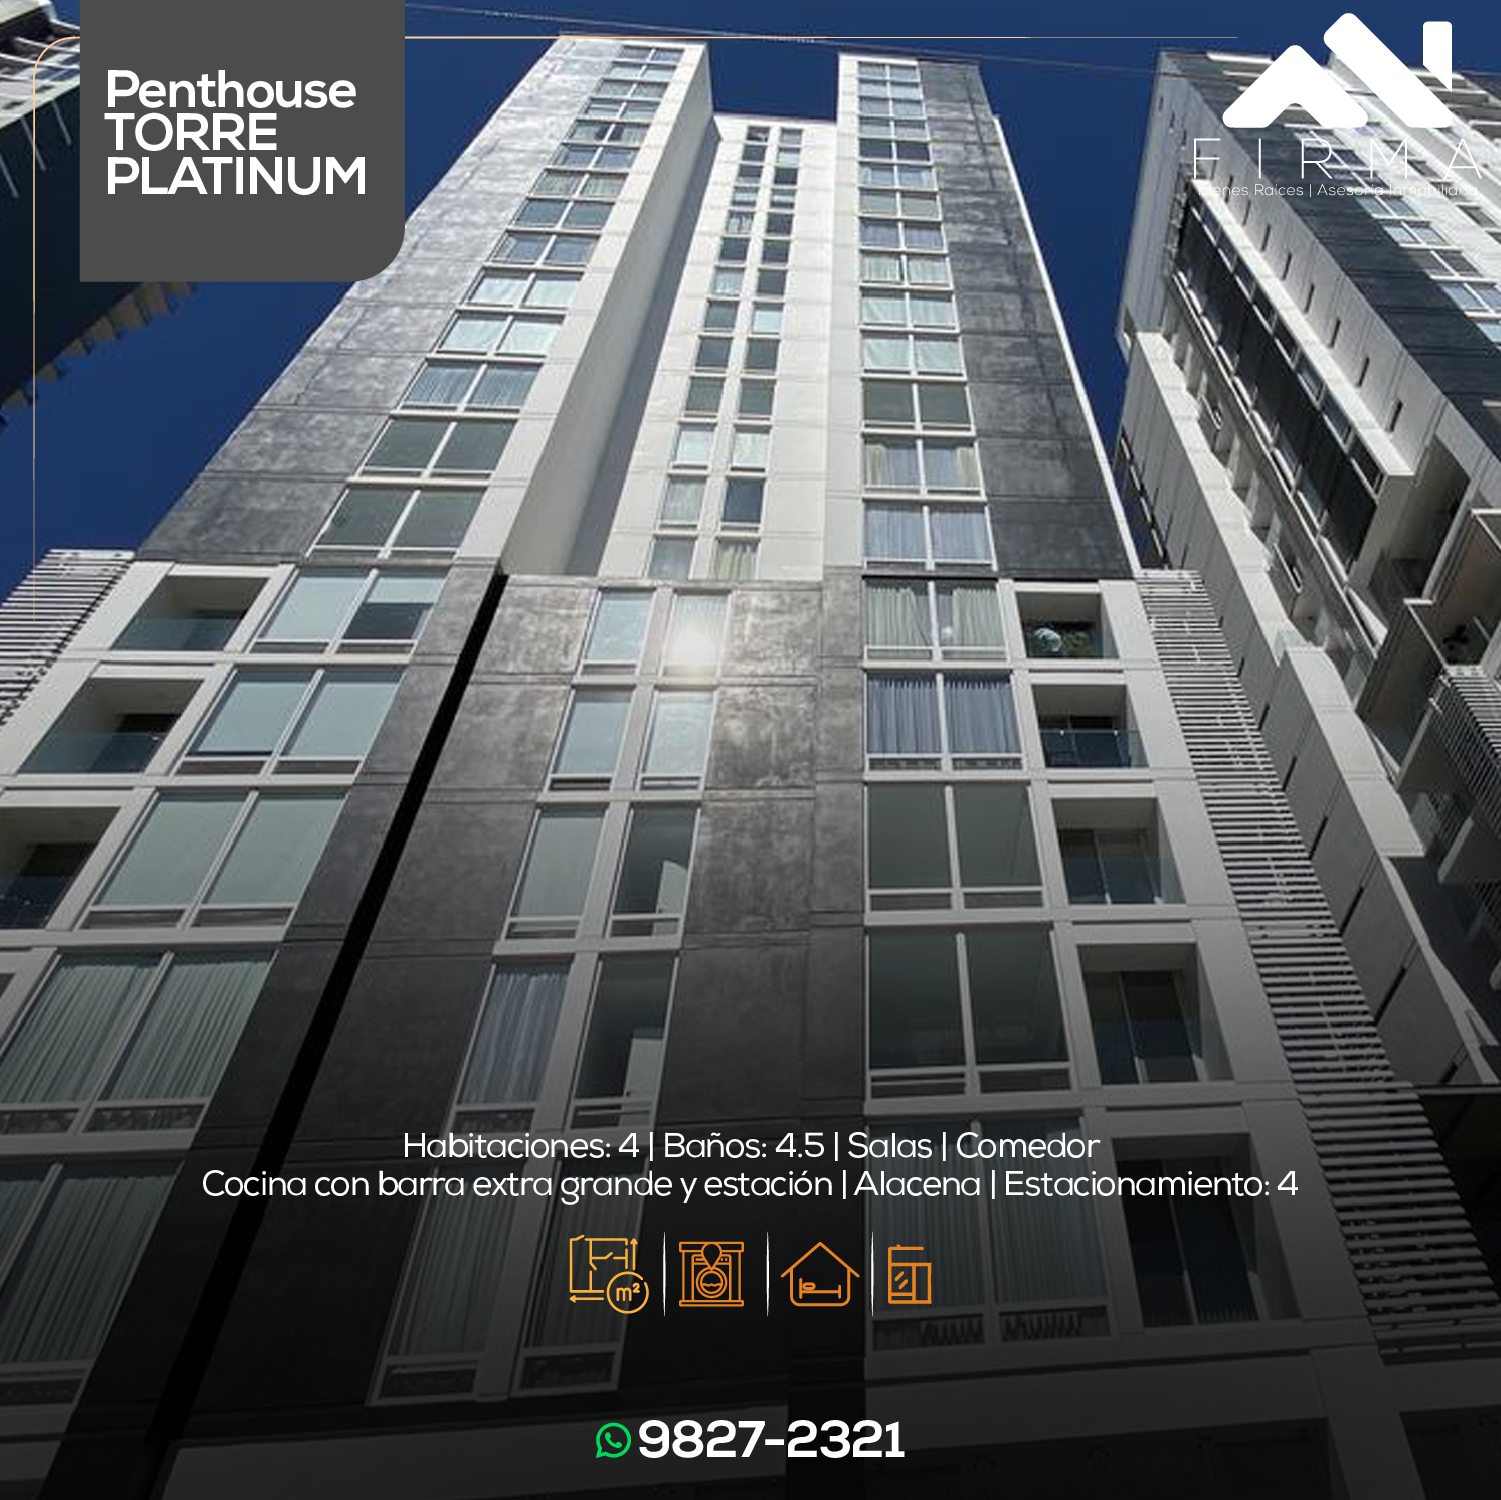 Penthouse
TORRE
PLATINUM
FIRMA
Bienes Raíces | Asesoría Inmobiliaria
Habitaciones: 4 | Baños: 4.5 | Salas | Comedor
Cocina con barra extra grande y estación | Alacena | Estacionamiento: 4
m²
9827-2321